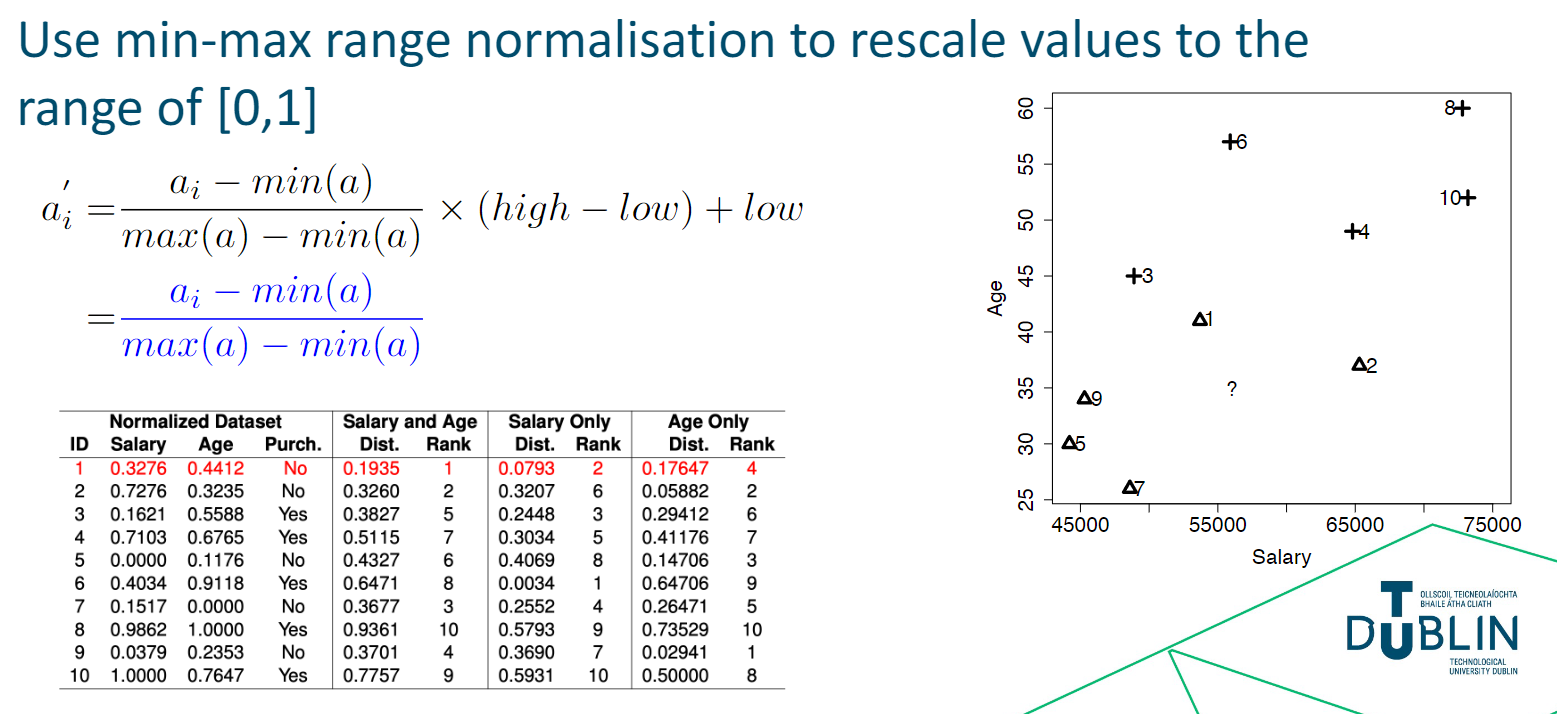 Use min-max range normalisation to rescale values to the
range of [0,1]
a_i' = (a_i − min(a)) / (max(a) − min(a)) × (high − low) + low
= (a_i − min(a)) / (max(a) − min(a))
Normalized Dataset Salary and Age Salary Only Age Only
ID Salary Age Purch. Dist. Rank Dist. Rank Dist. Rank
1 0.3276 0.4412 No 0.1935 1 0.0793 2 0.17647 4
2 0.7276 0.3235 No 0.3260 2 0.3207 6 0.05882 2
3 0.1621 0.5588 Yes 0.3827 5 0.2448 3 0.29412 6
4 0.7103 0.6765 Yes 0.5115 7 0.3034 5 0.41176 7
5 0.0000 0.1176 No 0.4327 6 0.4069 8 0.14706 3
6 0.4034 0.9118 Yes 0.6471 8 0.0034 1 0.64706 9
7 0.1517 0.0000 No 0.3677 3 0.2552 4 0.26471 5
8 0.9862 1.0000 Yes 0.9361 10 0.5793 9 0.73529 10
9 0.0379 0.2353 No 0.3701 4 0.3690 7 0.02941 1
10 1.0000 0.7647 Yes 0.7757 9 0.5931 10 0.50000 8
Age
60
55
50
45
40
35
30
25
8
6
10
4
3
1
2
?
9
5
7
45000 55000 65000 75000
Salary
OLLSCOIL TEICNEOLAÍOCHTA
BHAILE ÁTHA CLIATH
TU DUBLIN
TECHNOLOGICAL
UNIVERSITY DUBLIN